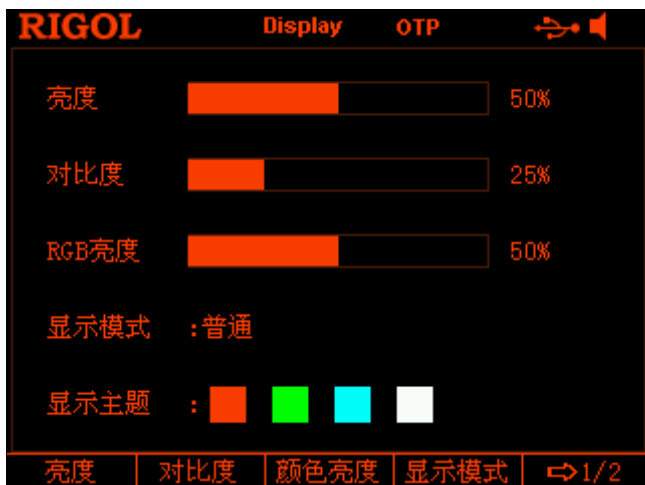 RIGOL Display OTP
亮度 50%
对比度 25%
RGB亮度 50%
显示模式 :普通
显示主题 :
亮度 对比度 颜色亮度 显示模式 ⇨1/2